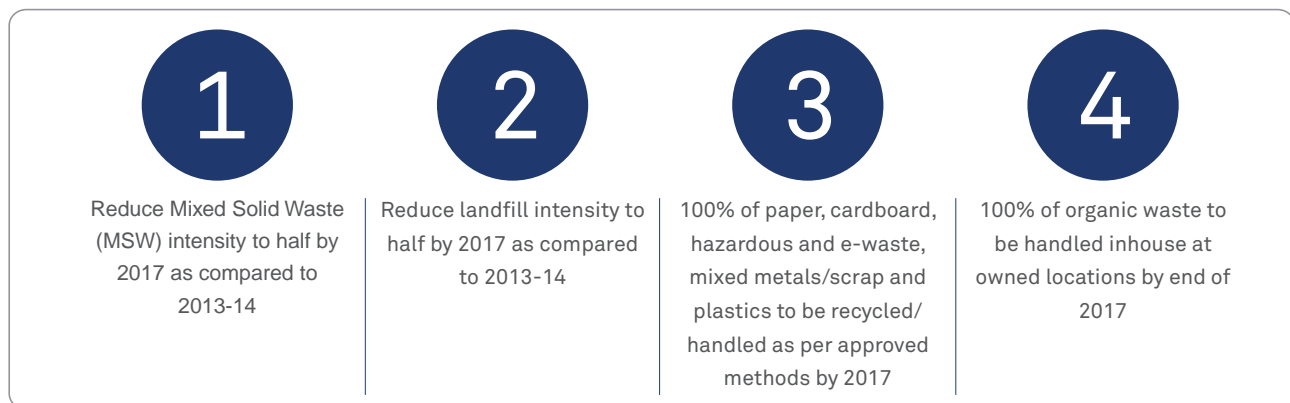 1
Reduce Mixed Solid Waste
(MSW) intensity to half by
2017 as compared to
2013-14
2
Reduce landfill intensity to
half by 2017 as compared
to 2013-14
3
100% of paper, cardboard,
hazardous and e-waste,
mixed metals/scrap and
plastics to be recycled/
handled as per approved
methods by 2017
4
100% of organic waste to
be handled inhouse at
owned locations by end of
2017